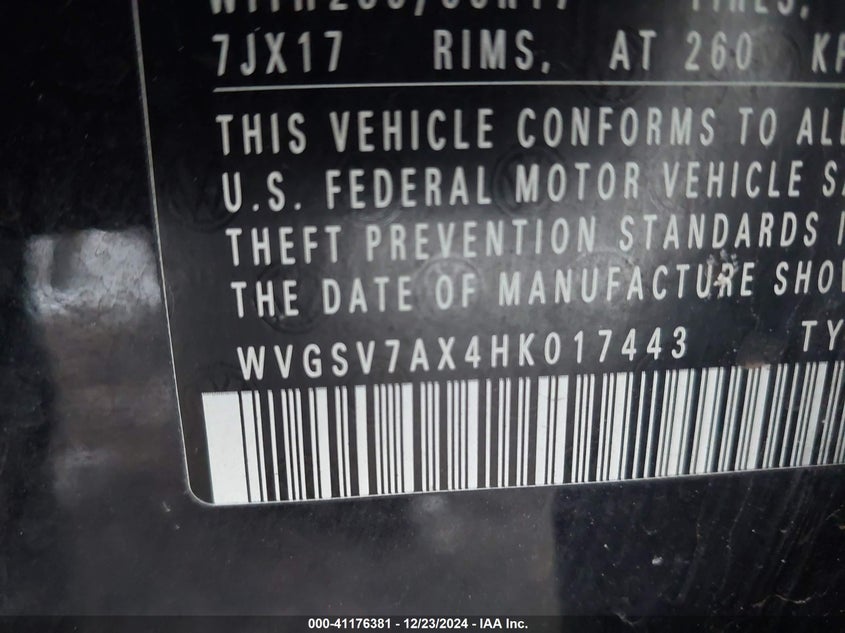 7JX17 RIMS, AT 260
THIS VEHICLE CONFORMS TO
U.S. FEDERAL MOTOR VEHICLE
THEFT PREVENTION STANDARDS
THE DATE OF MANUFACTURE
WVGSV7AX4HK017443
000-41176381 - 12/23/2024 - IAA Inc.